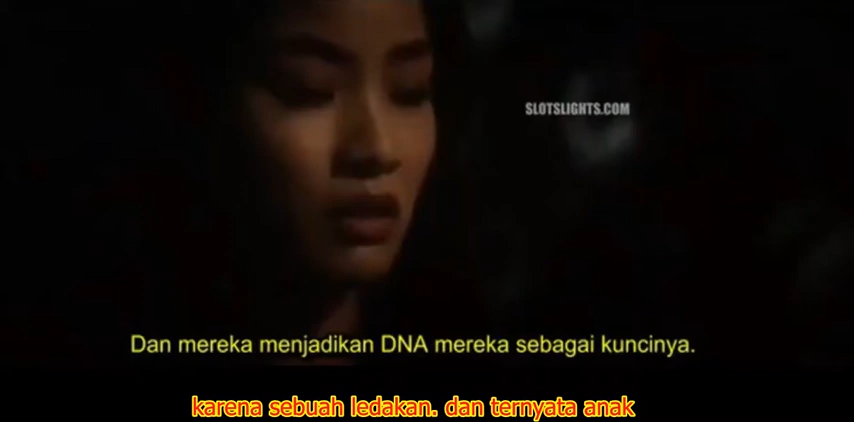 SLOTSLIGHTS.COM
Dan mereka menjadikan DNA mereka sebagai kuncinya.
karena sebuah ledakan. dan ternyata anak